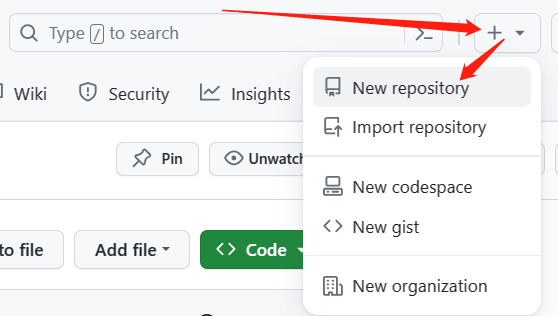 Type / to search
Wiki
Security
Insights
New repository
Import repository
Pin
Unwatch
New codespace
New gist
to file
Add file
Code
New organization